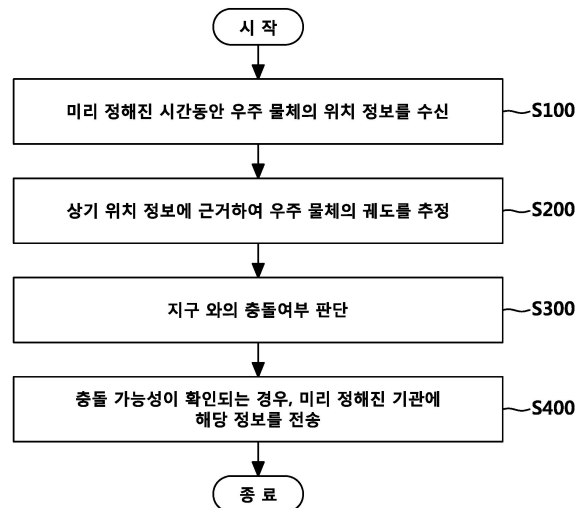 시 작
미리 정해진 시간동안 우주 물체의 위치 정보를 수신
S100
상기 위치 정보에 근거하여 우주 물체의 궤도를 추정
S200
지구 와의 충돌여부 판단
S300
충돌 가능성이 확인되는 경우, 미리 정해진 기관에
해당 정보를 전송
S400
종 료